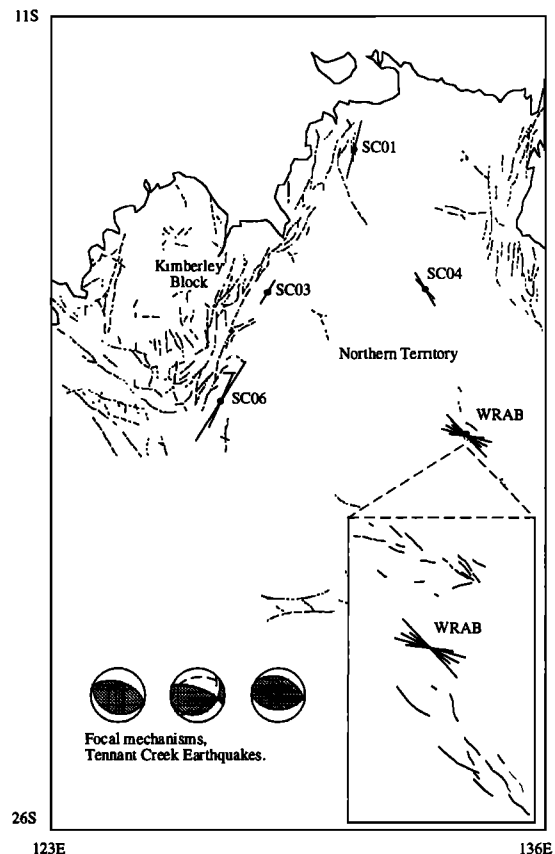 11S
SC01
Kimberley
Block
SC03
SC04
Northern Territory
SC06
WRAB
WRAB
Focal mechanisms,
Tennant Creek Earthquakes.
26S
123E
136E